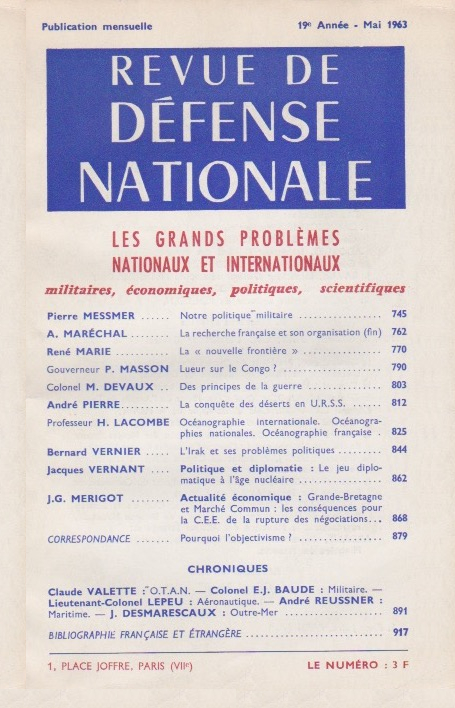 Publication mensuelle 19e Année - Mai 1963
REVUE DE
DÉFENSE
NATIONALE
LES GRANDS PROBLÈMES
NATIONAUX ET INTERNATIONAUX
militaires, économiques, politiques, scientifiques
Pierre MESSMER ...... Notre politique militaire ................ 745
A. MARÉCHAL ........ La recherche française et son organisation (fin) 762
René MARIE ........... La « nouvelle frontière » ................ 770
Gouverneur P. MASSON Lueur sur le Congo ? .................... 790
Colonel M. DEVAUX .. Des principes de la guerre ............... 803
André PIERRE.......... La conquête des déserts en U.R.S.S. ...... 812
Professeur H. LACOMBE Océanographie internationale. Océanogra-
phies nationales. Océanographie française . 825
Bernard VERNIER ..... L'Irak et ses problèmes politiques ......... 844
Jacques VERNANT .... Politique et diplomatie : Le jeu diplo-
matique à l'âge nucléaire ................. 862
J.G. MERIGOT ........ Actualité économique : Grande-Bretagne
et Marché Commun : les conséquences pour
la C.E.E. de la rupture des négociations... 868
CORRESPONDANCE ...... Pourquoi l'objectivisme ? ................. 879
CHRONIQUES
Claude VALETTE : O.T.A.N. — Colonel E.J. BAUDE : Militaire. —
Lieutenant-Colonel LEPEU : Aéronautique. — André REUSSNER :
Maritime. — J. DESMARESCAUX : Outre-Mer .................... 891
BIBLIOGRAPHIE FRANÇAISE ET ÉTRANGÈRE ........................ 917
1, PLACE JOFFRE, PARIS (VIIe) LE NUMÉRO : 3 F